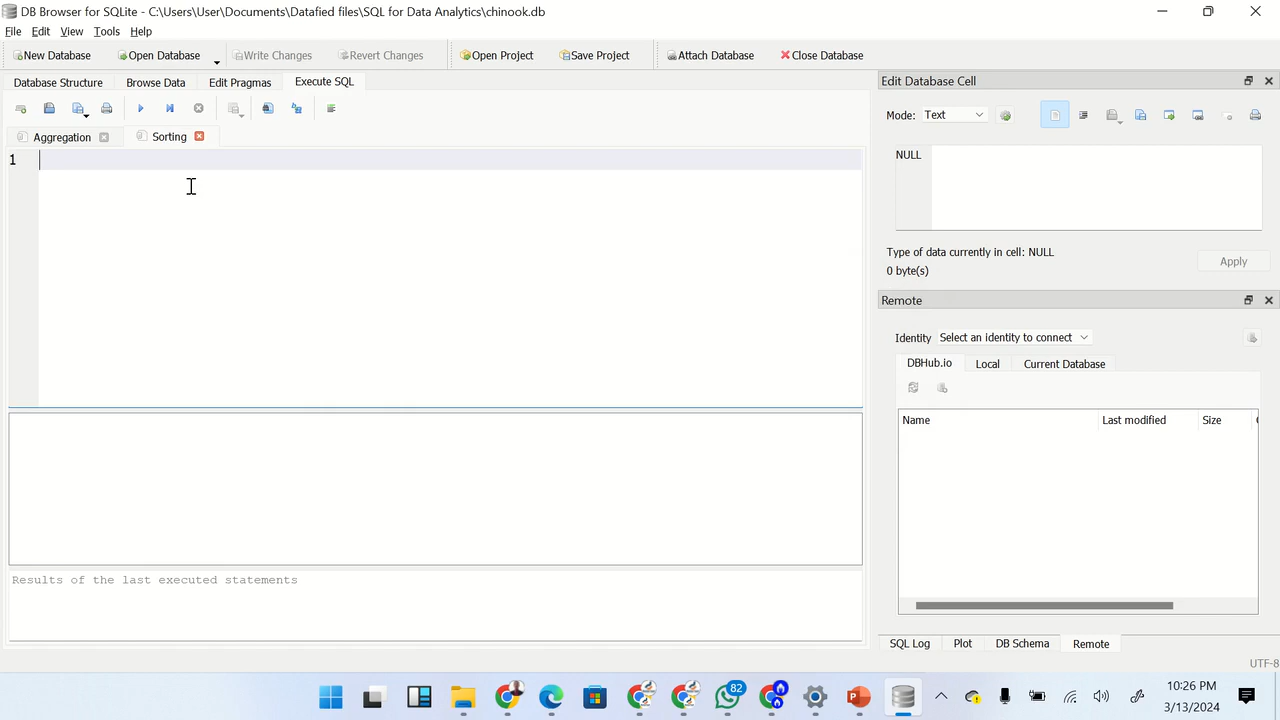 DB Browser for SQLite - C:\Users\User\Documents\Datafied files\SQL for Data Analytics\chinook.db
File Edit View Tools Help
New Database Open Database Write Changes Revert Changes Open Project Save Project Attach Database Close Database
Database Structure Browse Data Edit Pragmas Execute SQL
Aggregation Sorting
1
Results of the last executed statements
Edit Database Cell
Mode: Text
NULL
Type of data currently in cell: NULL
0 byte(s)
Apply
Remote
Identity Select an identity to connect
DBHub.io Local Current Database
Name Last modified Size
SQL Log Plot DB Schema Remote
UTF-8
82
10:26 PM
3/13/2024